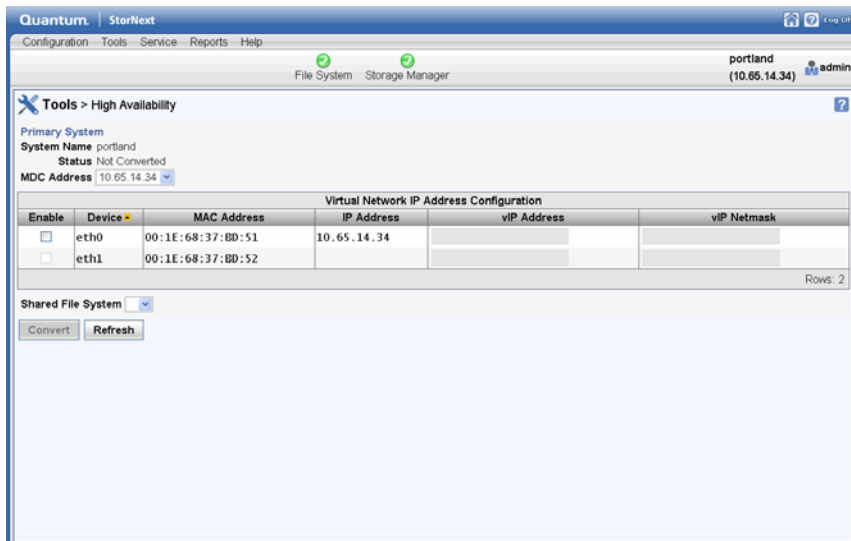 Quantum. StorNext Log Of
Configuration Tools Service Reports Help
File System Storage Manager
portland
(10.65.14.34)
admin
Tools > High Availability
Primary System
System Name portland
Status Not Converted
MDC Address 10.65.14.34
Virtual Network IP Address Configuration
Enable Device MAC Address IP Address vIP Address vIP Netmask
eth0 00:1E:68:37:BD:51 10.65.14.34
eth1 00:1E:68:37:BD:52
Rows: 2
Shared File System
Convert Refresh